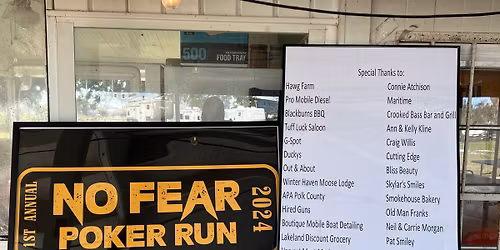 500
FOOD TRAY
1ST ANNUAL
NO FEAR
POKER RUN
2024
Special Thanks to:
Hawg Farm
Pro Mobile Diesel
Blackburns BBQ
Tuff Luck Saloon
G-Spot
Duckys
Out & About
Winter Haven Moose Lodge
APA Polk County
Hired Guns
Boutique Mobile Boat Detailing
Lakeland Discount Grocery
Connie Atchison
Maritime
Crooked Bass Bar and Grill
Ann & Kelly Kline
Craig Willis
Cutting Edge
Bliss Beauty
Skylar's Smiles
Smokehouse Bakery
Old Man Franks
Neil & Carrie Morgan
Pat Smiley